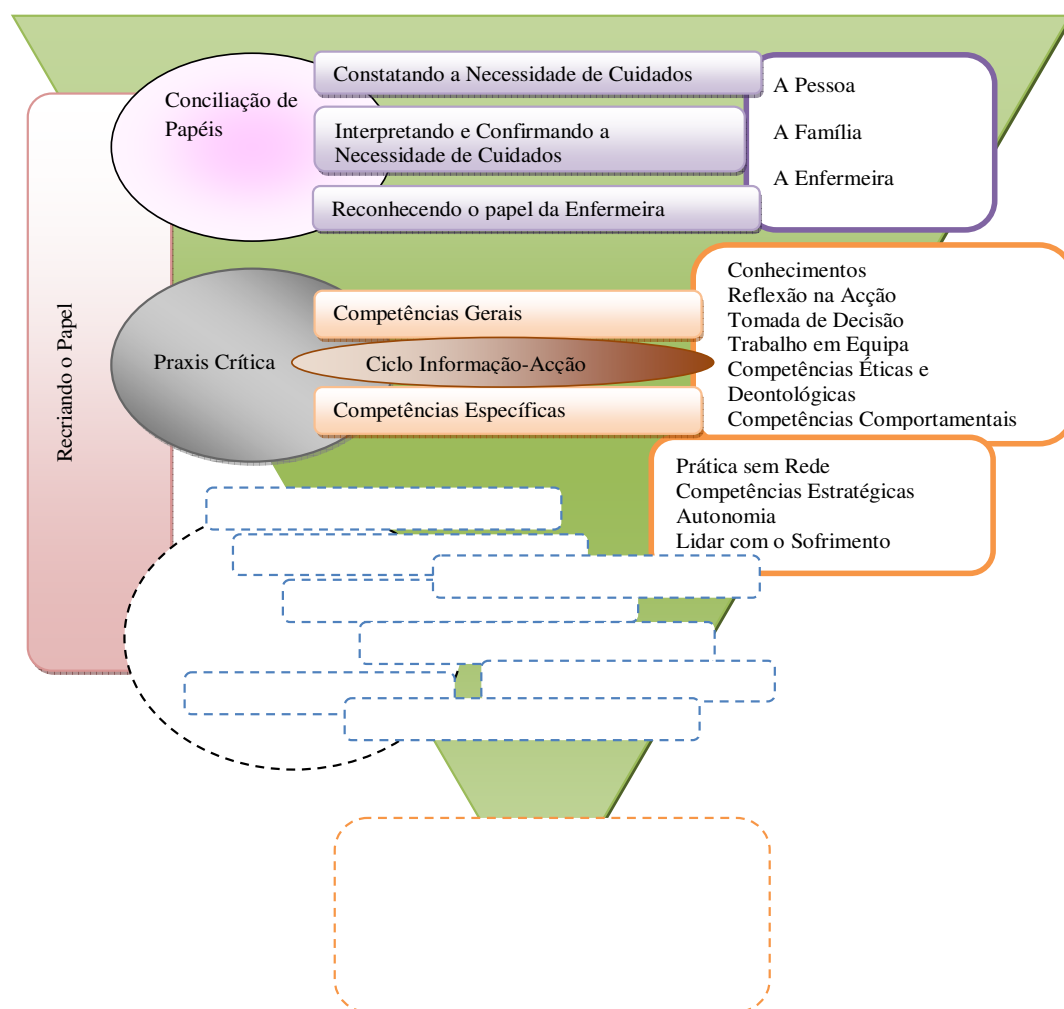 Conciliação de
Papéis
Constatando a Necessidade de Cuidados
Interpretando e Confirmando a
Necessidade de Cuidados
Reconhecendo o papel da Enfermeira
A Pessoa
A Família
A Enfermeira
Recriando o Papel
Praxis Crítica
Competências Gerais
Ciclo Informação-Acção
Competências Específicas
Conhecimentos
Reflexão na Acção
Tomada de Decisão
Trabalho em Equipa
Competências Éticas e
Deontológicas
Competências Comportamentais
Prática sem Rede
Competências Estratégicas
Autonomia
Lidar com o Sofrimento